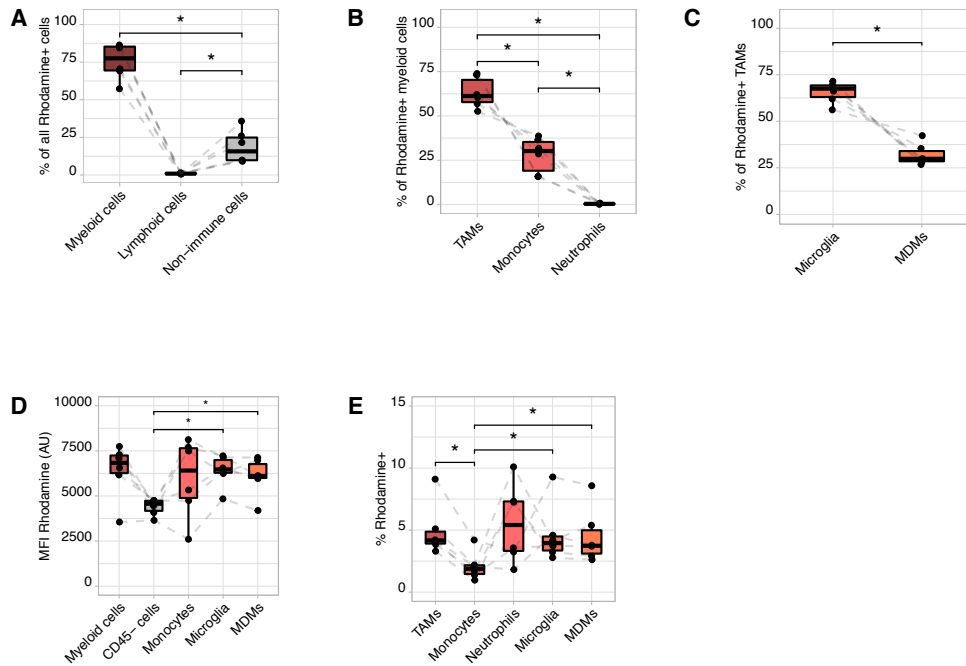 A
% of all Rhodamine+ cells
100
75
50
25
0
*
*
Myeloid cells
Lymphoid cells
Non−immune cells
B
% of Rhodamine+ myeloid cells
100
75
50
25
0
*
*
*
TAMs
Monocytes
Neutrophils
C
% of Rhodamine+ TAMs
100
75
50
25
0
*
Microglia
MDMs
D
MFI Rhodamine (AU)
10000
7500
5000
2500
0
*
*
Myeloid cells
CD45− cells
Monocytes
Microglia
MDMs
E
% Rhodamine+
15
10
5
0
*
*
*
TAMs
Monocytes
Neutrophils
Microglia
MDMs